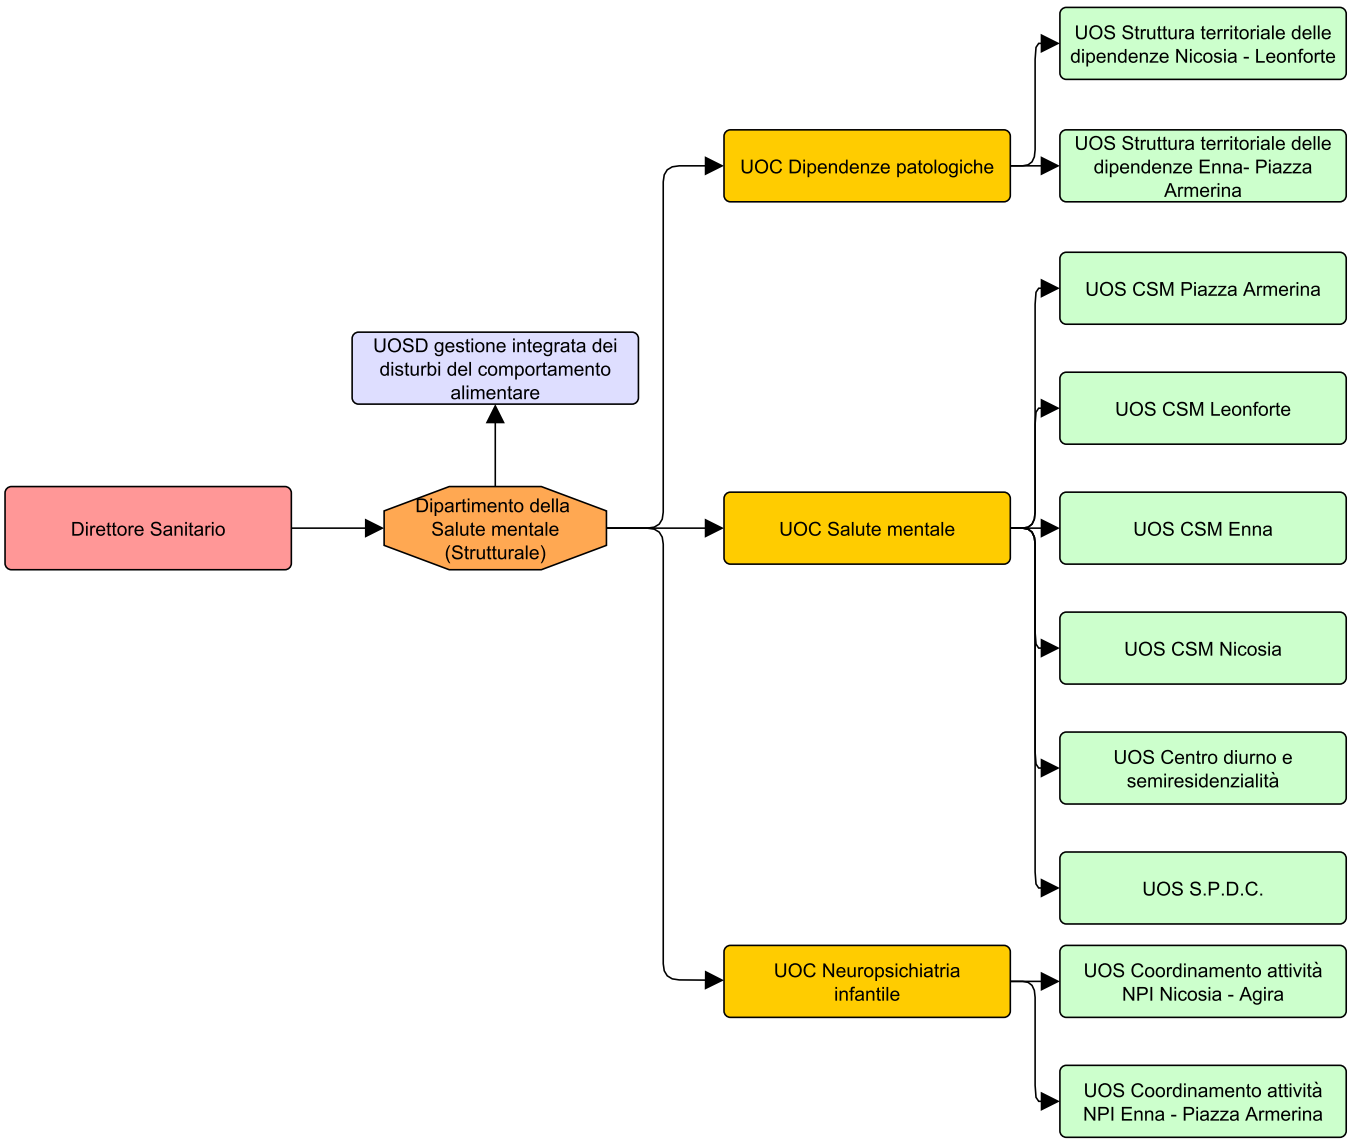 UOS Struttura territoriale delle
dipendenze Nicosia - Leonforte
UOC Dipendenze patologiche
UOS Struttura territoriale delle
dipendenze Enna- Piazza
Armerina
UOS CSM Piazza Armerina
UOSD gestione integrata dei
disturbi del comportamento
alimentare
UOS CSM Leonforte
Direttore Sanitario
Dipartimento della
Salute mentale
(Strutturale)
UOC Salute mentale
UOS CSM Enna
UOS CSM Nicosia
UOS Centro diurno e
semiresidenzialità
UOS S.P.D.C.
UOC Neuropsichiatria
infantile
UOS Coordinamento attività
NPI Nicosia - Agira
UOS Coordinamento attività
NPI Enna - Piazza Armerina